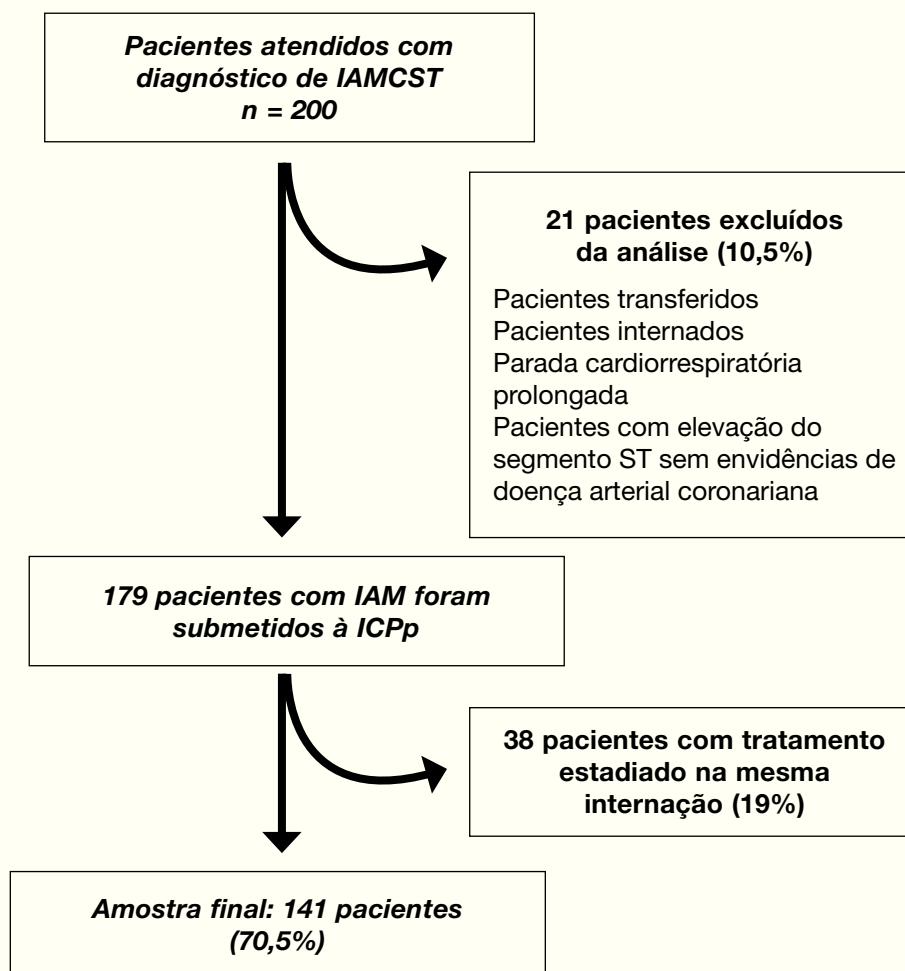 Pacientes atendidos com
diagnóstico de IAMCST
n = 200
21 pacientes excluídos
da análise (10,5%)
Pacientes transferidos
Pacientes internados
Parada cardiorrespiratória
prolongada
Pacientes com elevação do
segmento ST sem envidências de
doença arterial coronariana
179 pacientes com IAM foram
submetidos à ICPp
38 pacientes com tratamento
estadiado na mesma
internação (19%)
Amostra final: 141 pacientes
(70,5%)